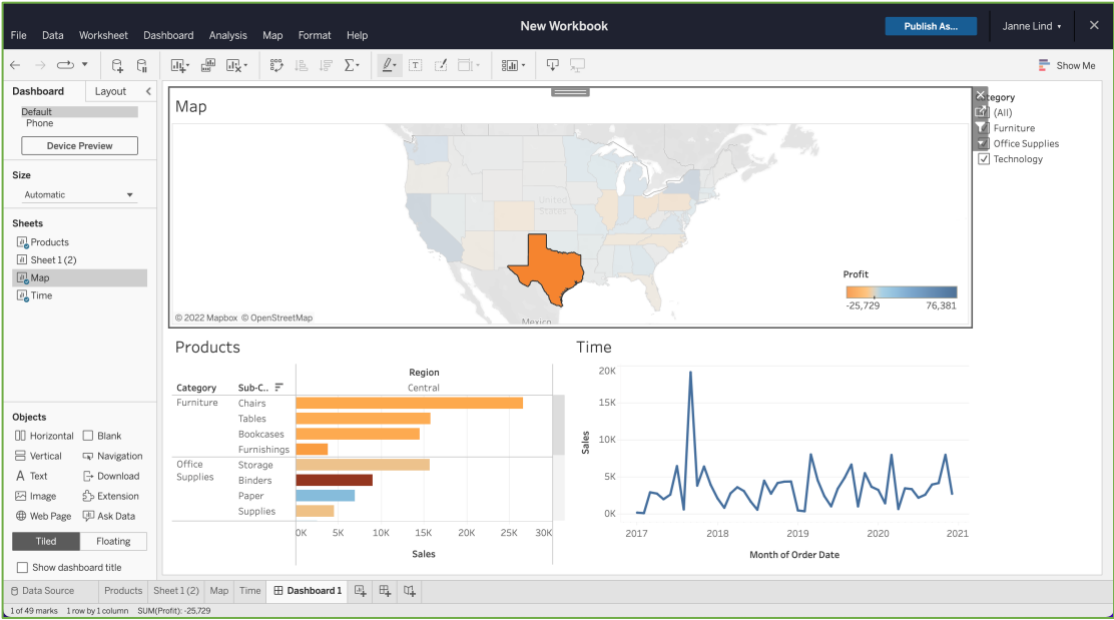 New Workbook
Publish As...
Janne Lind
File Data Worksheet Dashboard Analysis Map Format Help
Show Me
Dashboard Layout
Default
Phone
Device Preview
Size
Automatic
Sheets
Products
Sheet 1 (2)
Map
Time
Objects
Horizontal Blank
Vertical Navigation
Text Download
Image Extension
Web Page Ask Data
Tiled Floating
Show dashboard title
Map
United
States
Mexico
Profit
-25,729 76,381
© 2022 Mapbox © OpenStreetMap
tegory
(All)
Furniture
Office Supplies
Technology
Products
Region
Category Sub-C.. Central
Furniture Chairs
Tables
Bookcases
Furnishings
Office Supplies Storage
Binders
Paper
Supplies
0K 5K 10K 15K 20K 25K 30K
Sales
Time
20K
15K
10K
5K
0K
Sales
2017 2018 2019 2020 2021
Month of Order Date
Data Source Products Sheet 1 (2) Map Time Dashboard 1
1 of 49 marks 1 row by 1 column SUM(Profit): -25,729